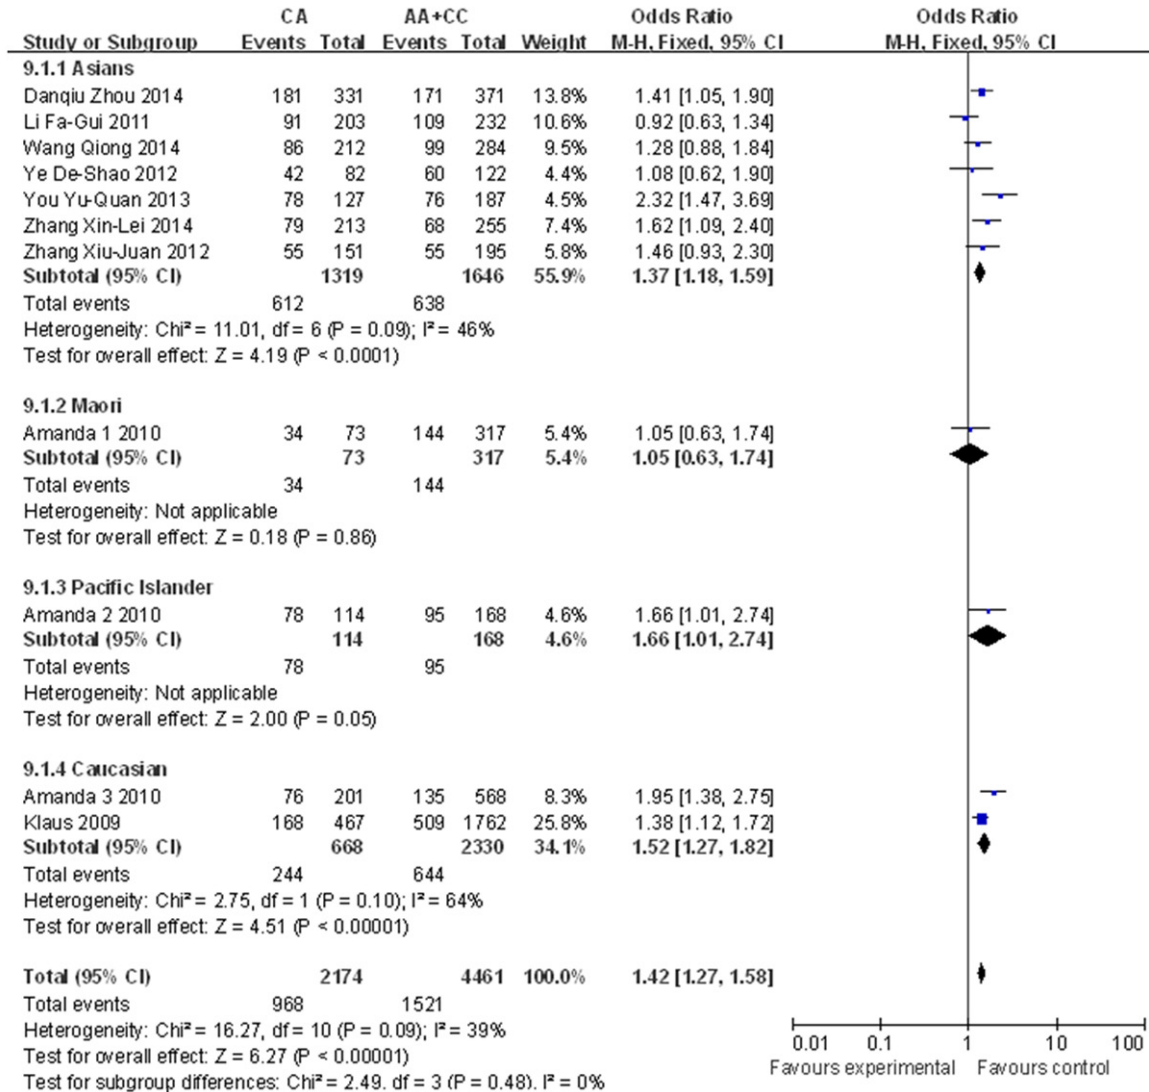 CA AA+CC Odds Ratio Odds Ratio
Study or Subgroup Events Total Events Total Weight M-H, Fixed, 95% CI M-H, Fixed, 95% CI
9.1.1 Asians
Danqiu Zhou 2014 181 331 171 371 13.8% 1.41 [1.05, 1.90]
Li Fa-Gui 2011 91 203 109 232 10.6% 0.92 [0.63, 1.34]
Wang Qiong 2014 86 212 99 284 9.5% 1.28 [0.88, 1.84]
Ye De-Shao 2012 42 82 60 122 4.4% 1.08 [0.62, 1.90]
You Yu-Quan 2013 78 127 76 187 4.5% 2.32 [1.47, 3.69]
Zhang Xin-Lei 2014 79 213 68 255 7.4% 1.62 [1.09, 2.40]
Zhang Xiu-Juan 2012 55 151 55 195 5.8% 1.46 [0.93, 2.30]
Subtotal (95% CI) 1319 1646 55.9% 1.37 [1.18, 1.59]
Total events 612 638
Heterogeneity: Chi² = 11.01, df = 6 (P = 0.09); I² = 46%
Test for overall effect: Z = 4.19 (P < 0.0001)
9.1.2 Maori
Amanda 1 2010 34 73 144 317 5.4% 1.05 [0.63, 1.74]
Subtotal (95% CI) 73 317 5.4% 1.05 [0.63, 1.74]
Total events 34 144
Heterogeneity: Not applicable
Test for overall effect: Z = 0.18 (P = 0.86)
9.1.3 Pacific Islander
Amanda 2 2010 78 114 95 168 4.6% 1.66 [1.01, 2.74]
Subtotal (95% CI) 114 168 4.6% 1.66 [1.01, 2.74]
Total events 78 95
Heterogeneity: Not applicable
Test for overall effect: Z = 2.00 (P = 0.05)
9.1.4 Caucasian
Amanda 3 2010 76 201 135 568 8.3% 1.95 [1.38, 2.75]
Klaus 2009 168 467 509 1762 25.8% 1.38 [1.12, 1.72]
Subtotal (95% CI) 668 2330 34.1% 1.52 [1.27, 1.82]
Total events 244 644
Heterogeneity: Chi² = 2.75, df = 1 (P = 0.10); I² = 64%
Test for overall effect: Z = 4.51 (P < 0.00001)
Total (95% CI) 2174 4461 100.0% 1.42 [1.27, 1.58]
Total events 968 1521
Heterogeneity: Chi² = 16.27, df = 10 (P = 0.09); I² = 39%
Test for overall effect: Z = 6.27 (P < 0.00001)
Test for subgroup differences: Chi² = 2.49, df = 3 (P = 0.48), I² = 0%
0.01 0.1 1 10 100
Favours experimental Favours control